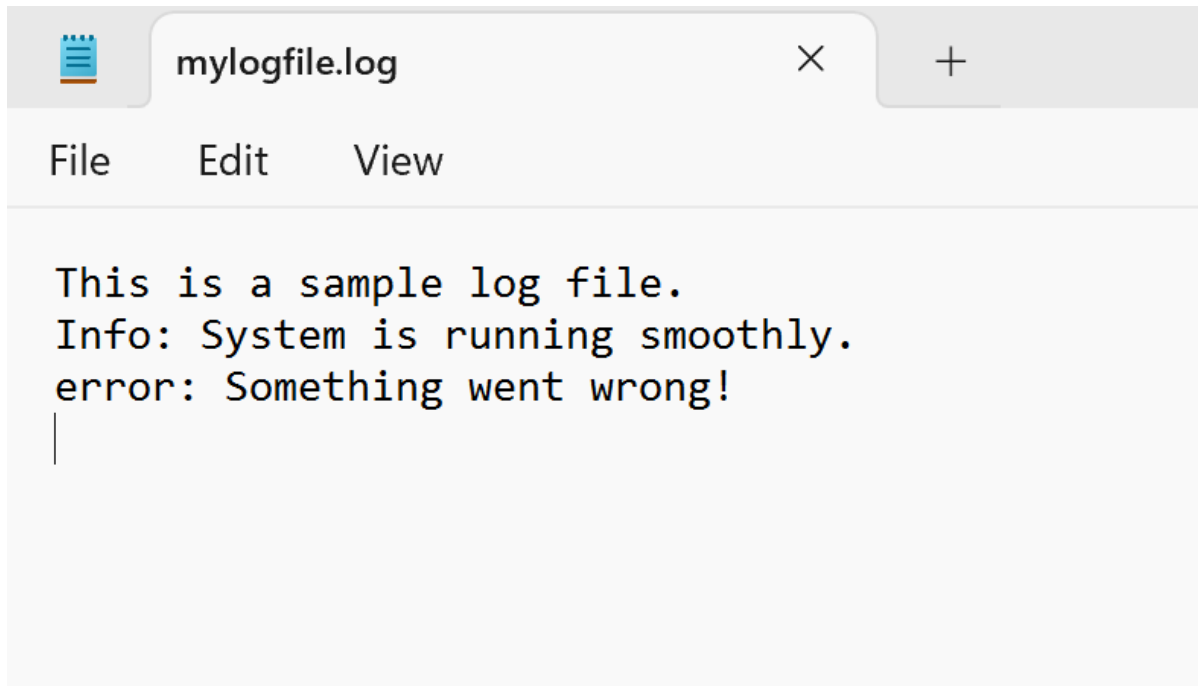 mylogfile.log
File Edit View
This is a sample log file.
Info: System is running smoothly.
error: Something went wrong!